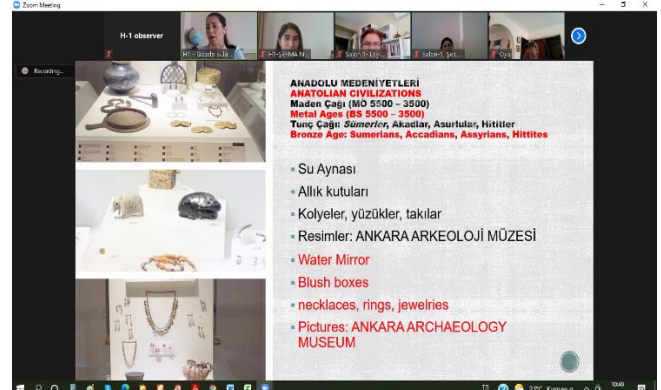 Zoom Meeting
H-1 observer
Recording...
ANADOLU MEDENİYETLERİ
ANATOLIAN CIVILIZATIONS
Maden Çağı (MÖ 5500 – 3500)
Metal Ages (BS 5500 – 3500)
Tunç Çağı: Sümerler, Akadlar, Asurlular, Hititler
Bronze Age: Sumerians, Accadians, Assyrians, Hittites
Su Aynası
Allık kutuları
Kolyeler, yüzükler, takılar
Resimler: ANKARA ARKEOLOJİ MÜZESİ
Water Mirror
Blush boxes
necklaces, rings, jewelries
Pictures: ANKARA ARCHAEOLOGY
MUSEUM